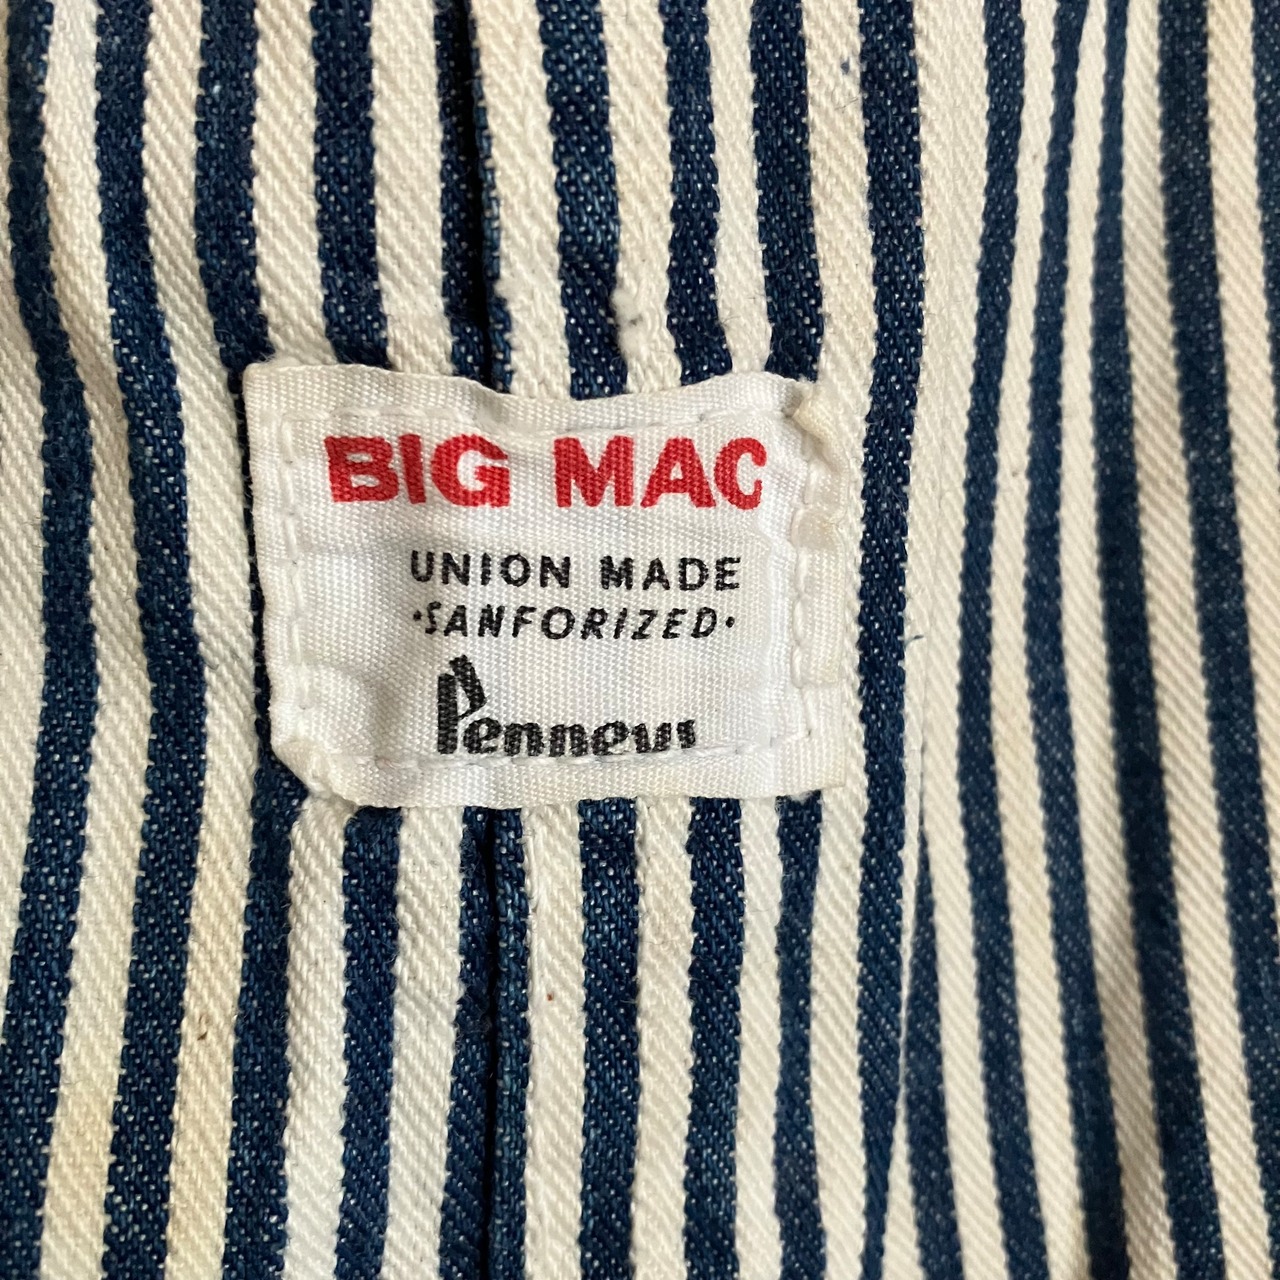 BIG MAC
UNION MADE
·SANFORIZED·
Penneys